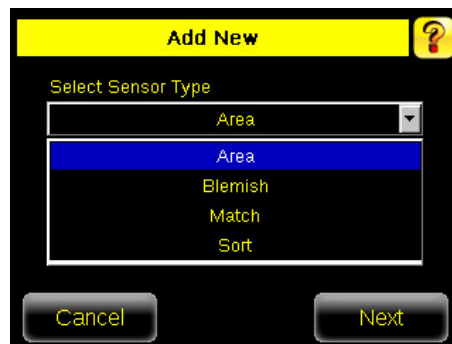 Add New
?
Select Sensor Type
Area
Area
Blemish
Match
Sort
Cancel
Next